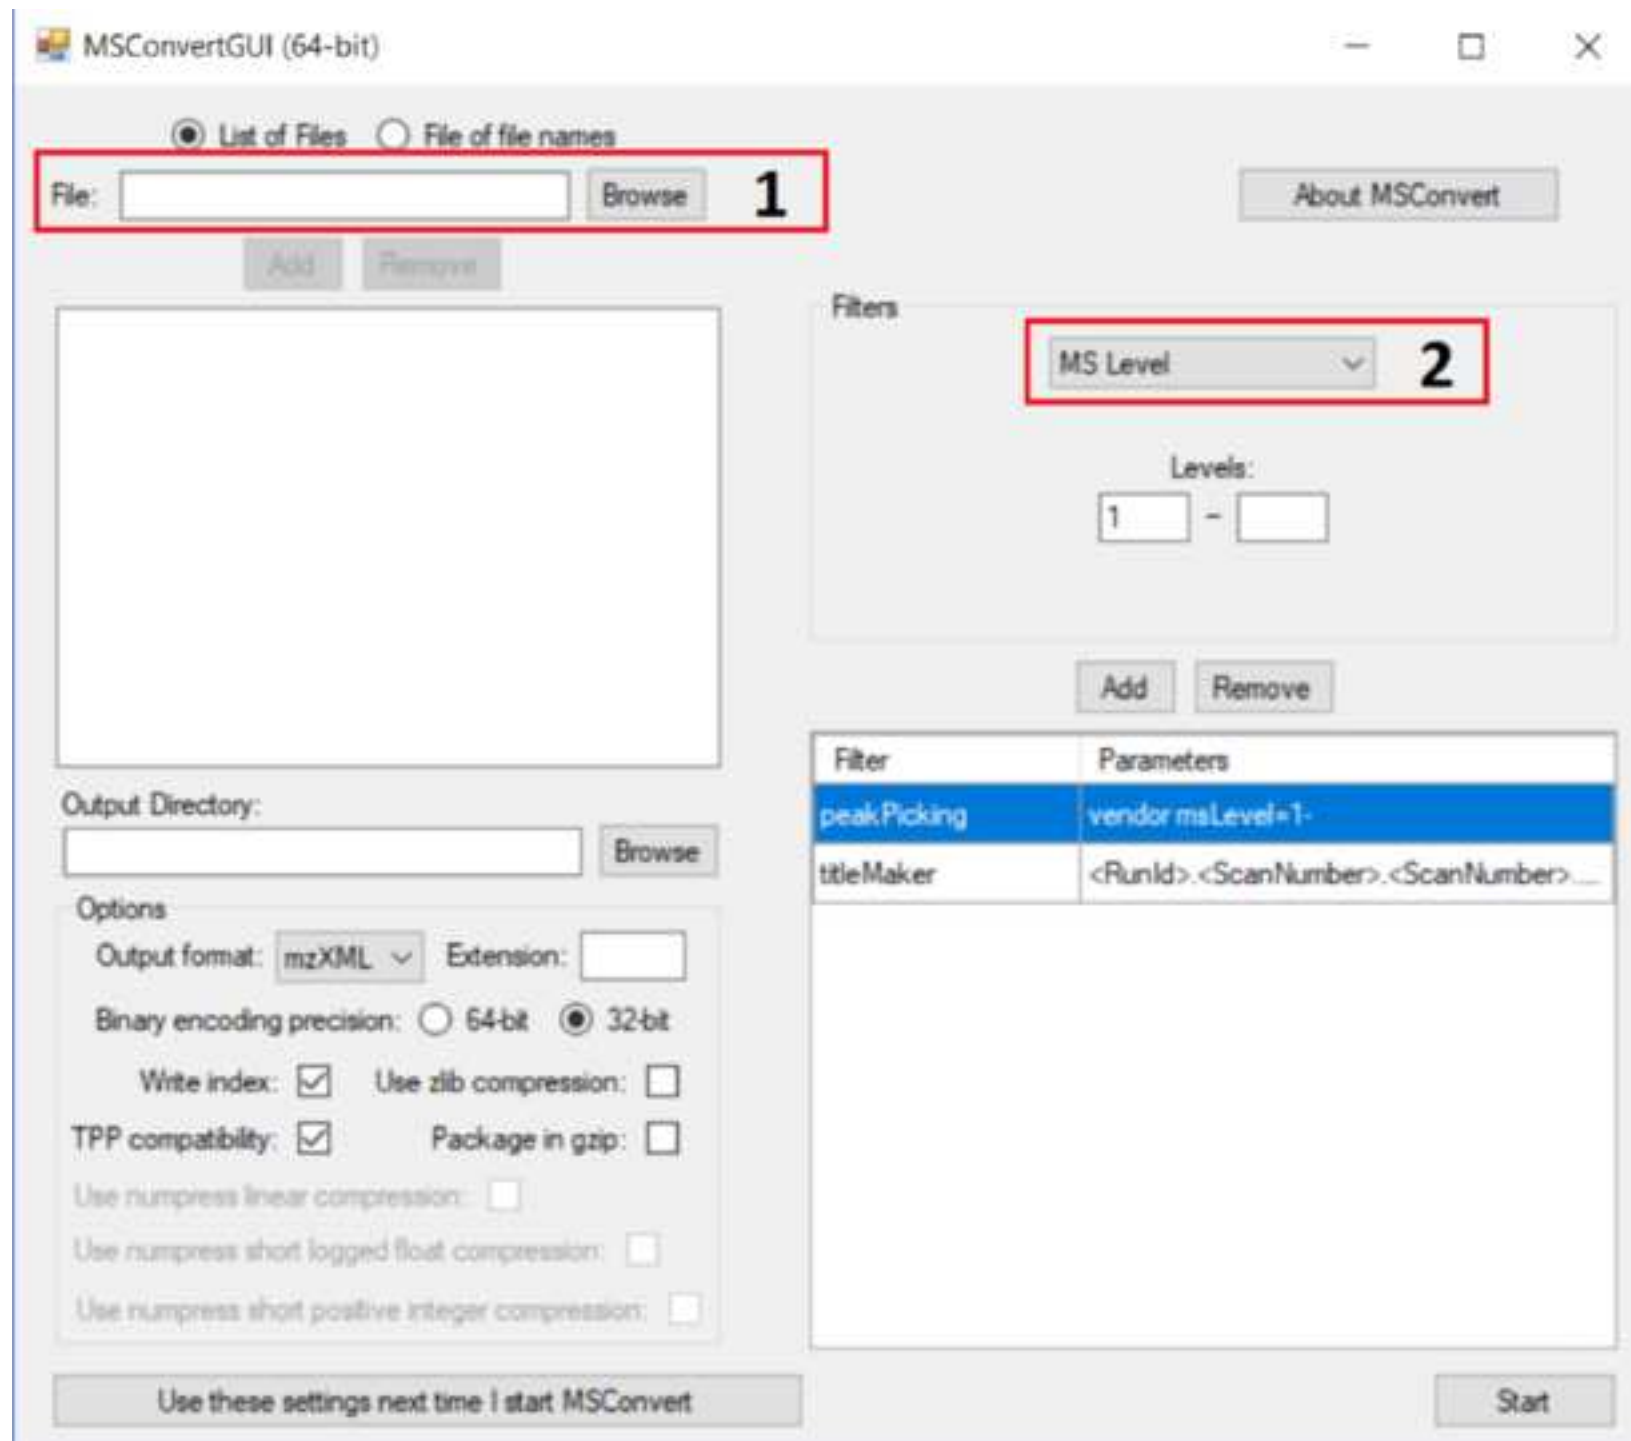 MSConvertGUI (64-bit)
List of Files File of file names
File: Browse 1
About MSConvert
Add Remove
Filters
MS Level 2
Levels:
1 -
Add Remove
Filter Parameters
peakPicking vendor msLevel=1-
titleMaker <RunId>.<ScanNumber>.<ScanNumber>....
Output Directory:
Browse
Options
Output format: mzXML Extension:
Binary encoding precision: 64-bit 32-bit
Write index: Use zlib compression:
TPP compatibility: Package in gzip:
Use numpress linear compression:
Use numpress short logged float compression:
Use numpress short positive integer compression:
Use these settings next time I start MSConvert
Start